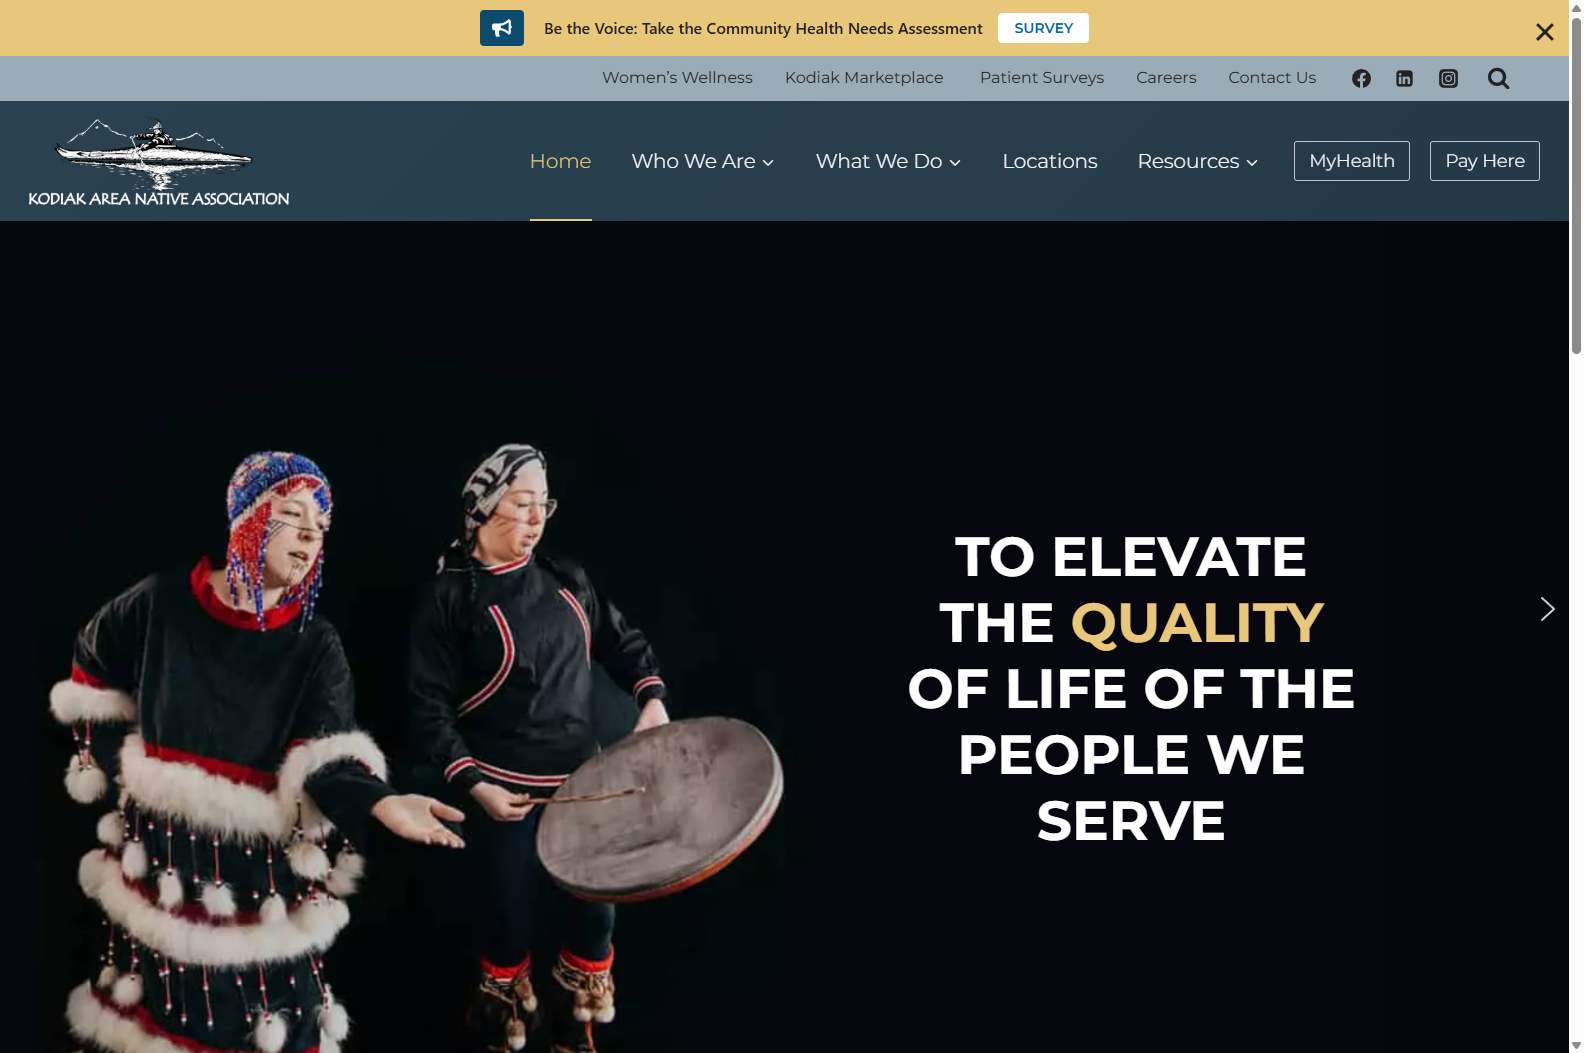 Be the Voice: Take the Community Health Needs Assessment SURVEY
Women's Wellness Kodiak Marketplace Patient Surveys Careers Contact Us
KODIAK AREA NATIVE ASSOCIATION
Home Who We Are What We Do Locations Resources MyHealth Pay Here
TO ELEVATE
THE QUALITY
OF LIFE OF THE
PEOPLE WE
SERVE